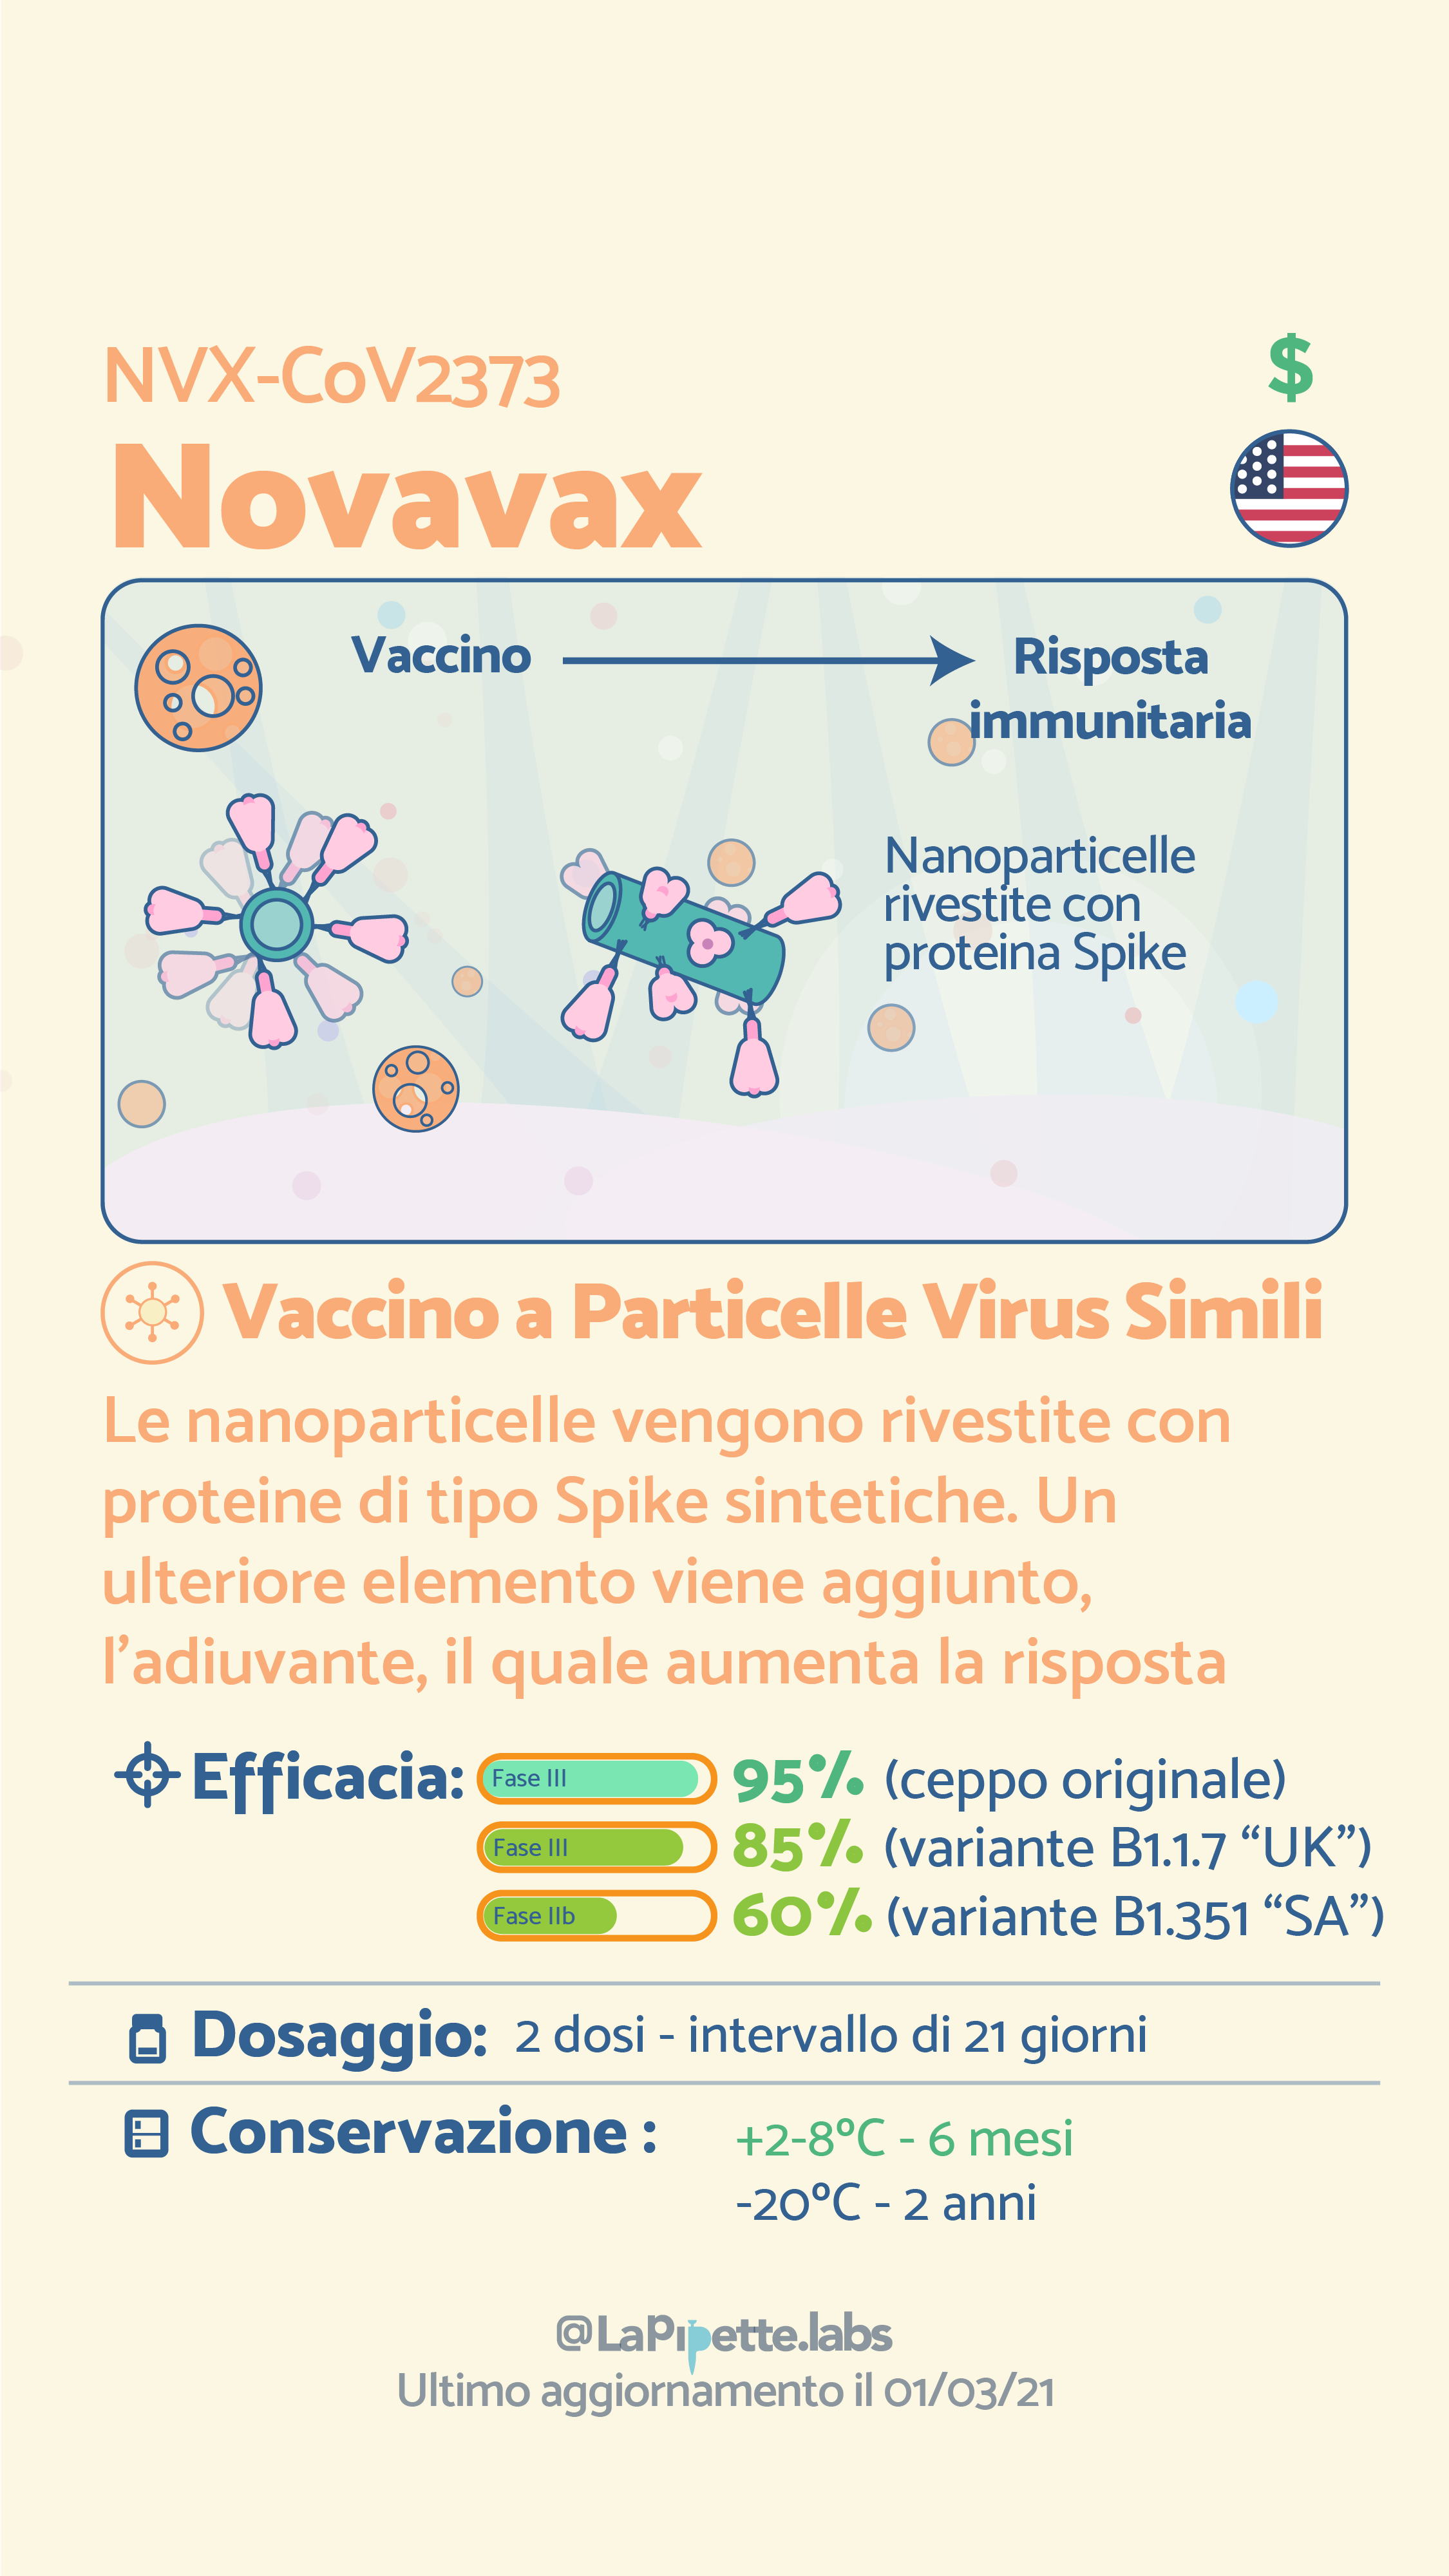 NVX-CoV2373
$
Novavax
Vaccino
Risposta
immunitaria
Nanoparticelle
rivestite con
proteina Spike
Vaccino a Particelle Virus Simili
Le nanoparticelle vengono rivestite con
proteine di tipo Spike sintetiche. Un
ulteriore elemento viene aggiunto,
l'adiuvante, il quale aumenta la risposta
Efficacia: Fase III 95% (ceppo originale)
Fase III 85% (variante B1.1.7 “UK”)
Fase IIb 60% (variante B1.351 “SA”)
Dosaggio: 2 dosi - intervallo di 21 giorni
Conservazione : +2-8ºC - 6 mesi
-20ºC - 2 anni
@LaPipette.labs
Ultimo aggiornamento il 01/03/21